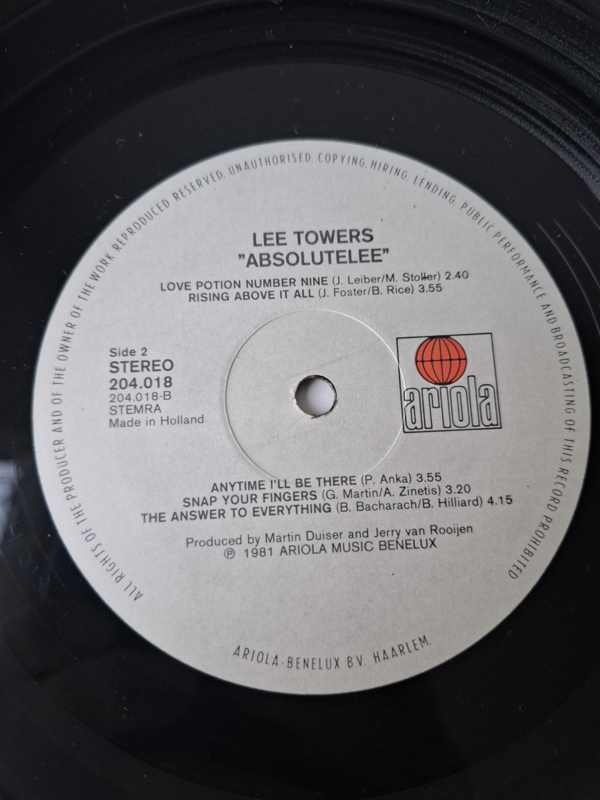 ALL RIGHTS OF THE PRODUCER AND OF THE OWNER OF THE WORK REPRODUCED RESERVED. UNAUTHORISED, COPYING, HIRING, LENDING, PUBLIC PERFORMANCE AND BROADCASTING OF THIS RECORD PROHIBITED
LEE TOWERS
"ABSOLUTELEE"
LOVE POTION NUMBER NINE (J. Leiber/M. Stoller) 2.40
RISING ABOVE IT ALL (J. Foster/B. Rice) 3.55
Side 2
STEREO
204.018
204.018-B
STEMRA
Made in Holland
ariola
ANYTIME I'LL BE THERE (P. Anka) 3.55
SNAP YOUR FINGERS (G. Martin/A. Zinetis) 3.20
THE ANSWER TO EVERYTHING (B. Bacharach/B. Hilliard) 4.15
Produced by Martin Duiser and Jerry van Rooijen
℗ 1981 ARIOLA MUSIC BENELUX
ARIOLA-BENELUX B.V. HAARLEM.